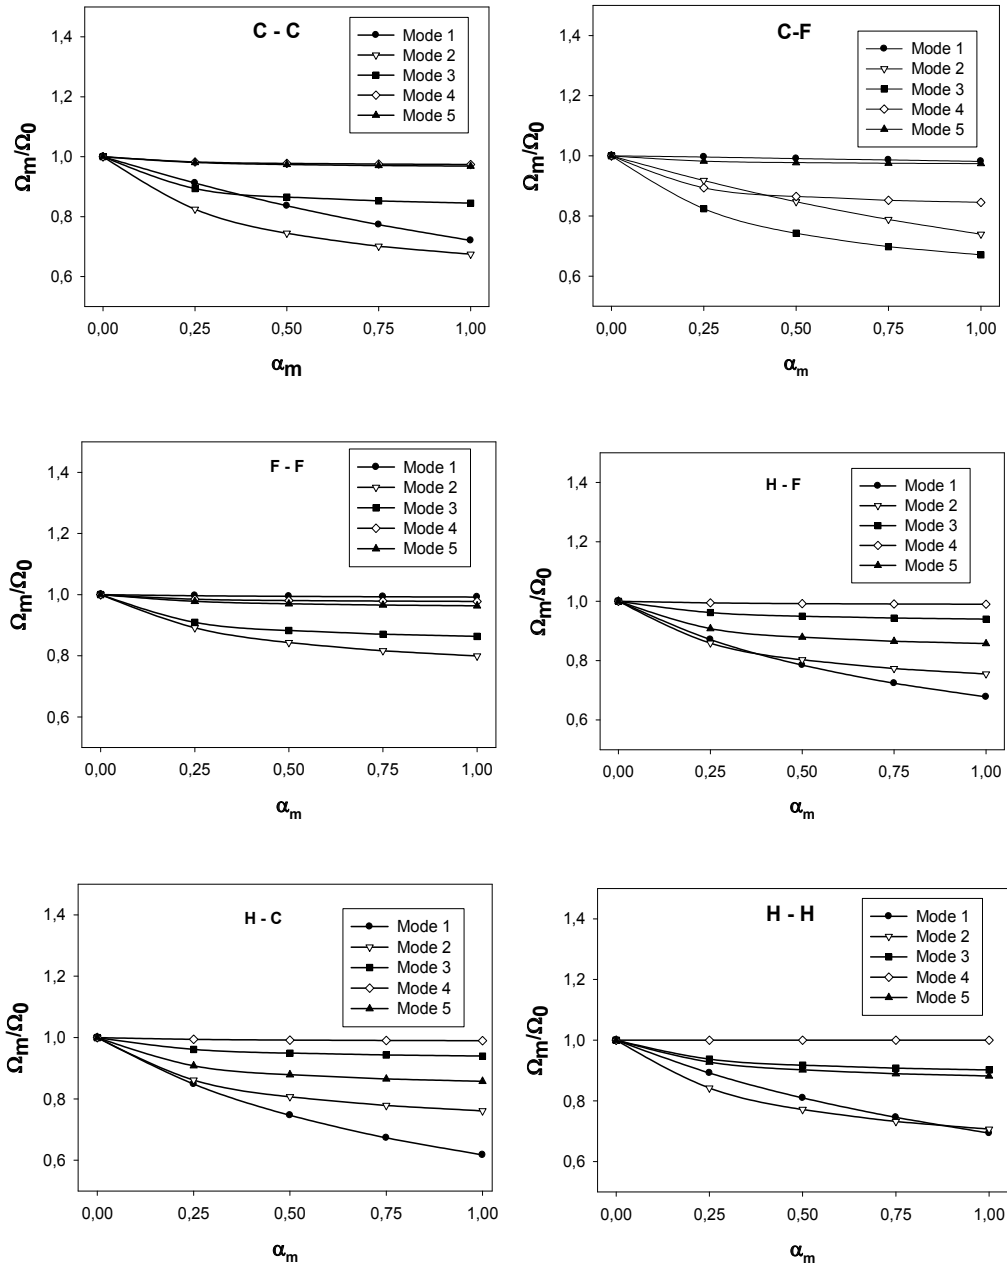 C - C
Mode 1
Mode 2
Mode 3
Mode 4
Mode 5
1,4
1,2
1,0
0,8
0,6
Ωm/Ω0
0,00 0,25 0,50 0,75 1,00
αm
C-F
Mode 1
Mode 2
Mode 3
Mode 4
Mode 5
1,4
1,2
1,0
0,8
0,6
Ωm/Ω0
0,00 0,25 0,50 0,75 1,00
αm
F - F
Mode 1
Mode 2
Mode 3
Mode 4
Mode 5
1,4
1,2
1,0
0,8
0,6
Ωm/Ω0
0,00 0,25 0,50 0,75 1,00
αm
H - F
Mode 1
Mode 2
Mode 3
Mode 4
Mode 5
1,4
1,2
1,0
0,8
0,6
Ωm/Ω0
0,00 0,25 0,50 0,75 1,00
αm
H - C
Mode 1
Mode 2
Mode 3
Mode 4
Mode 5
1,4
1,2
1,0
0,8
0,6
Ωm/Ω0
0,00 0,25 0,50 0,75 1,00
αm
H - H
Mode 1
Mode 2
Mode 3
Mode 4
Mode 5
1,4
1,2
1,0
0,8
0,6
Ωm/Ω0
0,00 0,25 0,50 0,75 1,00
αm